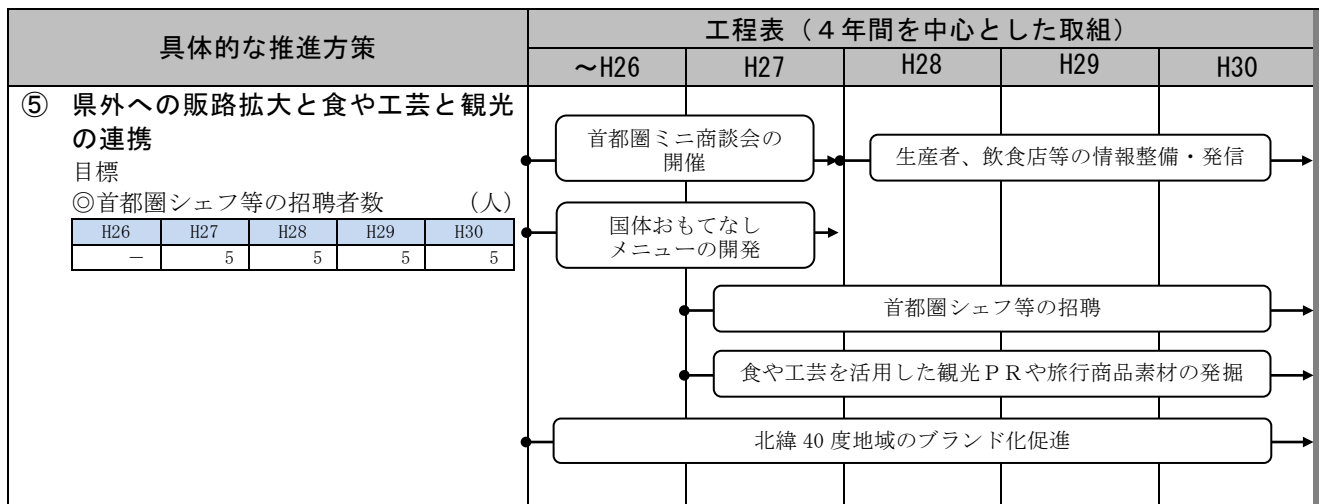 具体的な推進方策
工程表(4年間を中心とした取組)
～H26 H27 H28 H29 H30
⑤ 県外への販路拡大と食や工芸と観光
の連携
目標
◎首都圏シェフ等の招聘者数 (人)
H26 H27 H28 H29 H30
－ 5 5 5 5
首都圏ミニ商談会の
開催
生産者、飲食店等の情報整備・発信
国体おもてなし
メニューの開発
首都圏シェフ等の招聘
食や工芸を活用した観光ＰＲや旅行商品素材の発掘
北緯 40 度地域のブランド化促進